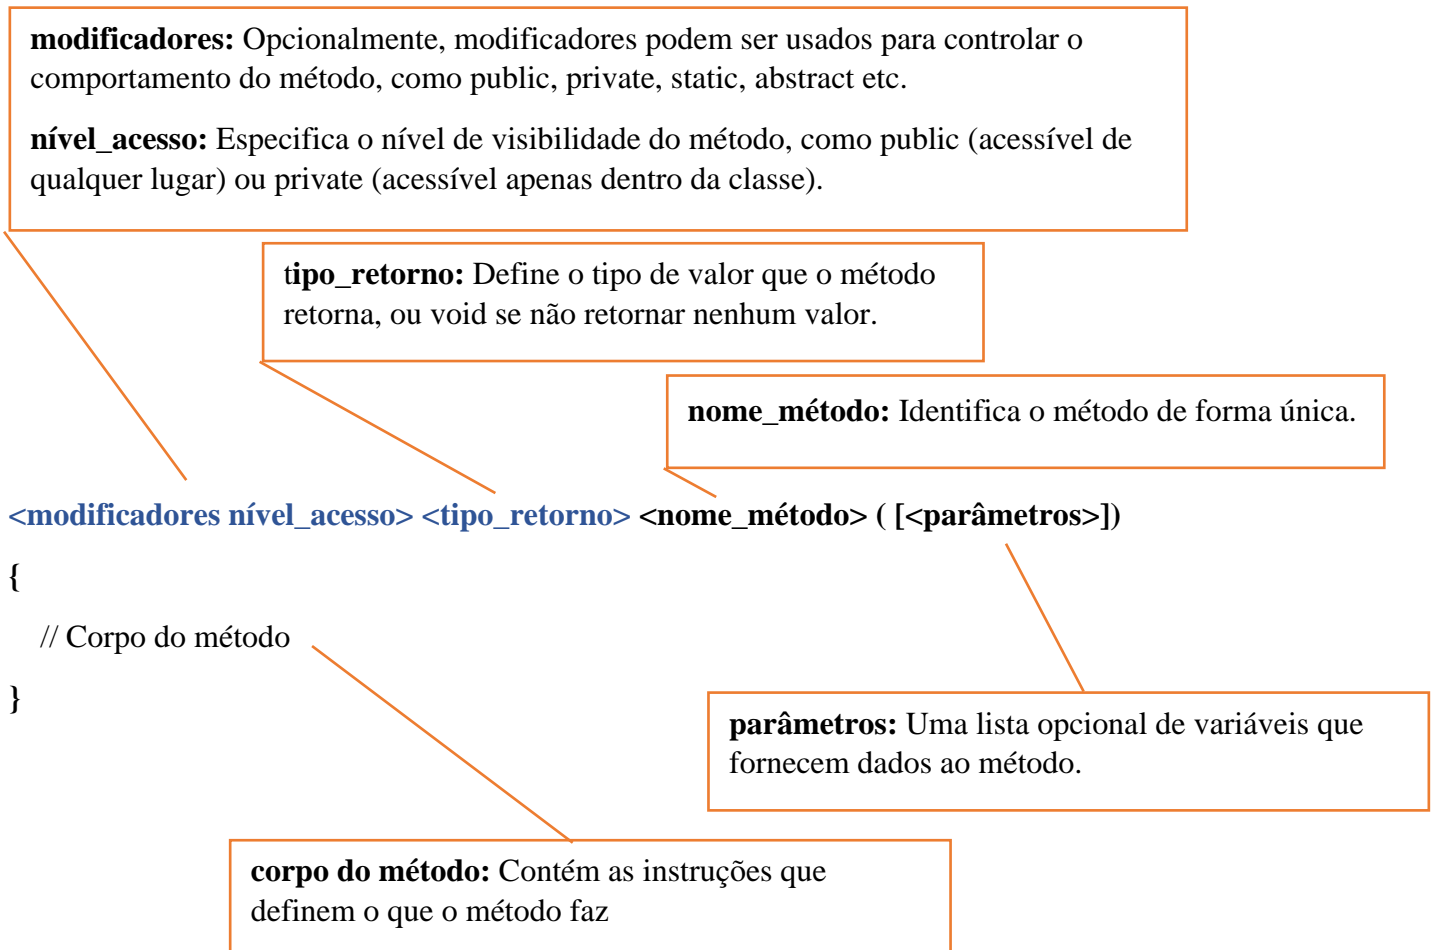 modificadores: Opcionalmente, modificadores podem ser usados para controlar o
comportamento do método, como public, private, static, abstract etc.
nível_acesso: Especifica o nível de visibilidade do método, como public (acessível de
qualquer lugar) ou private (acessível apenas dentro da classe).
tipo_retorno: Define o tipo de valor que o método
retorna, ou void se não retornar nenhum valor.
nome_método: Identifica o método de forma única.
<modificadores nível_acesso> <tipo_retorno> <nome_método> ( [<parâmetros>])
{
// Corpo do método
}
parâmetros: Uma lista opcional de variáveis que
fornecem dados ao método.
corpo do método: Contém as instruções que
definem o que o método faz